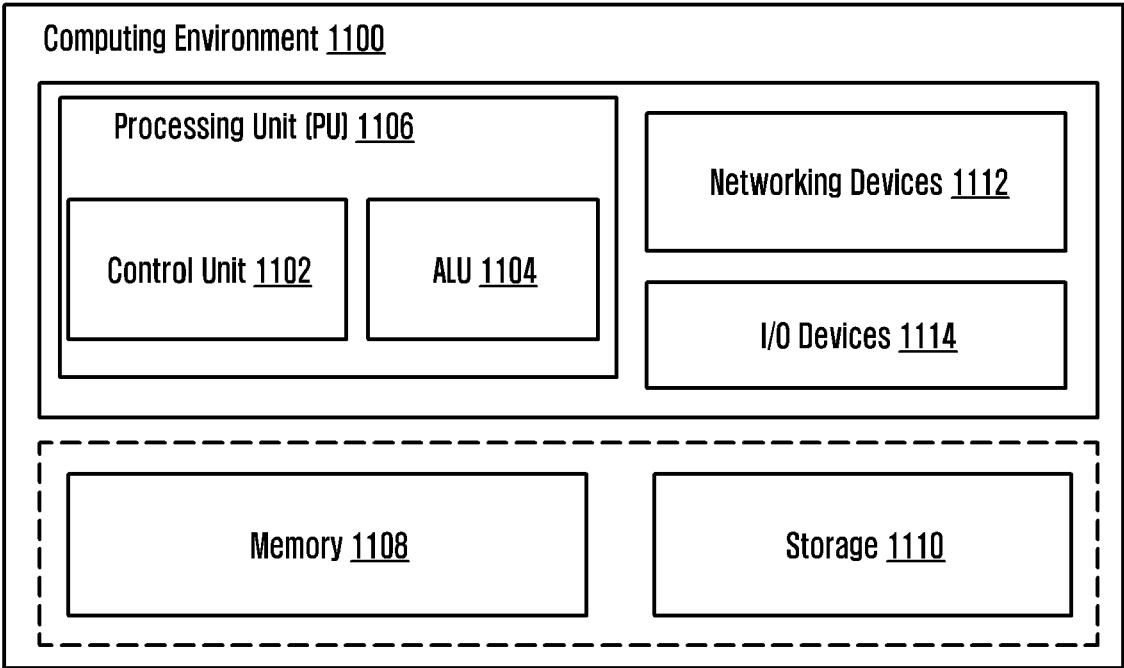 Computing Environment 1100
Processing Unit (PU) 1106
Networking Devices 1112
Control Unit 1102
ALU 1104
I/O Devices 1114
Memory 1108
Storage 1110